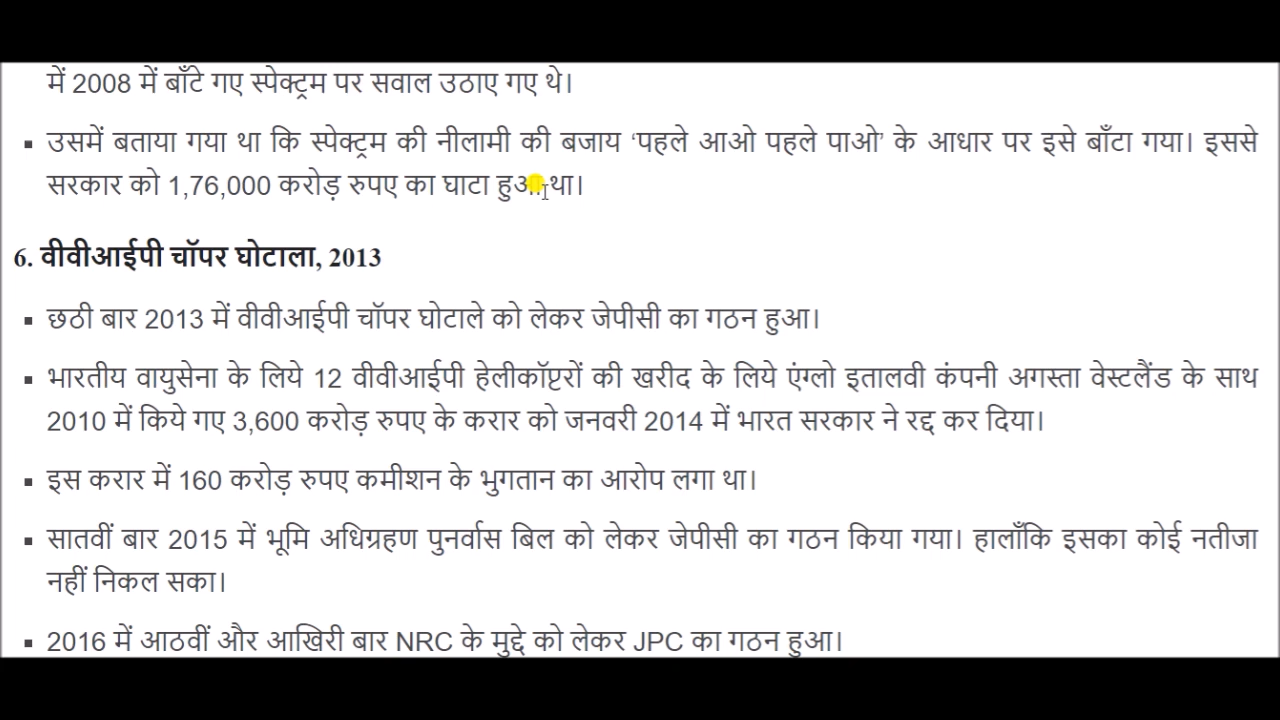 में 2008 में बाँटे गए स्पेक्ट्रम पर सवाल उठाए गए थे।
▪ उसमें बताया गया था कि स्पेक्ट्रम की नीलामी की बजाय ‘पहले आओ पहले पाओ’ के आधार पर इसे बाँटा गया। इससे
सरकार को 1,76,000 करोड़ रुपए का घाटा हुआ था।
6. वीवीआईपी चॉपर घोटाला, 2013
▪ छठी बार 2013 में वीवीआईपी चॉपर घोटाले को लेकर जेपीसी का गठन हुआ।
▪ भारतीय वायुसेना के लिये 12 वीवीआईपी हेलीकॉप्टरों की खरीद के लिये एंग्लो इतालवी कंपनी अगस्ता वेस्टलैंड के साथ
2010 में किये गए 3,600 करोड़ रुपए के करार को जनवरी 2014 में भारत सरकार ने रद्द कर दिया।
▪ इस करार में 160 करोड़ रुपए कमीशन के भुगतान का आरोप लगा था।
▪ सातवीं बार 2015 में भूमि अधिग्रहण पुनर्वास बिल को लेकर जेपीसी का गठन किया गया। हालाँकि इसका कोई नतीजा
नहीं निकल सका।
▪ 2016 में आठवीं और आखिरी बार NRC के मुद्दे को लेकर JPC का गठन हुआ।